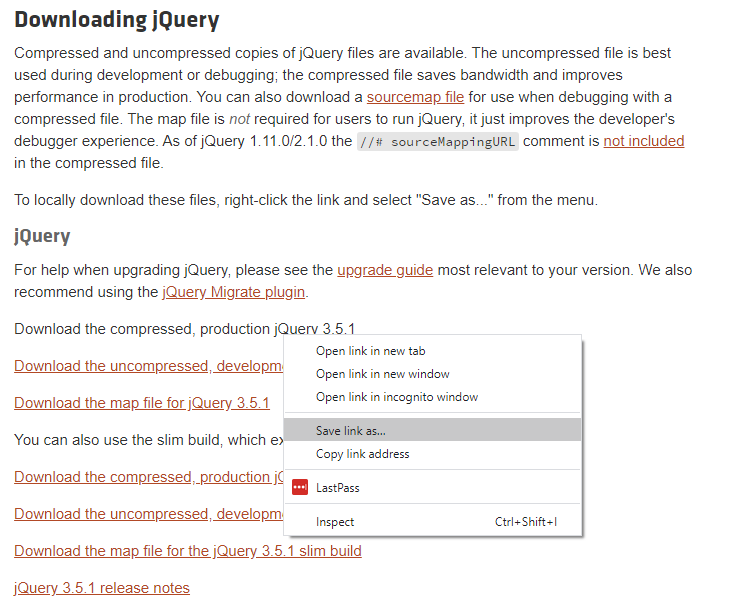 Downloading jQuery
Compressed and uncompressed copies of jQuery files are available. The uncompressed file is best
used during development or debugging; the compressed file saves bandwidth and improves
performance in production. You can also download a sourcemap file for use when debugging with a
compressed file. The map file is not required for users to run jQuery, it just improves the developer's
debugger experience. As of jQuery 1.11.0/2.1.0 the //# sourceMappingURL comment is not included
in the compressed file.
To locally download these files, right-click the link and select "Save as..." from the menu.
jQuery
For help when upgrading jQuery, please see the upgrade guide most relevant to your version. We also
recommend using the jQuery Migrate plugin.
Download the compressed, production jQuery 3.5.1
Download the uncompressed,
Download the map file for jQuery 3.5.1
You can also use the slim build, which
Download the compressed, production
Download the uncompressed,
Download the map file for the jQuery 3.5.1 slim build
jQuery 3.5.1 release notes
Open link in new tab
Open link in new window
Open link in incognito window
Save link as...
Copy link address
LastPass
Inspect Ctrl+Shift+I